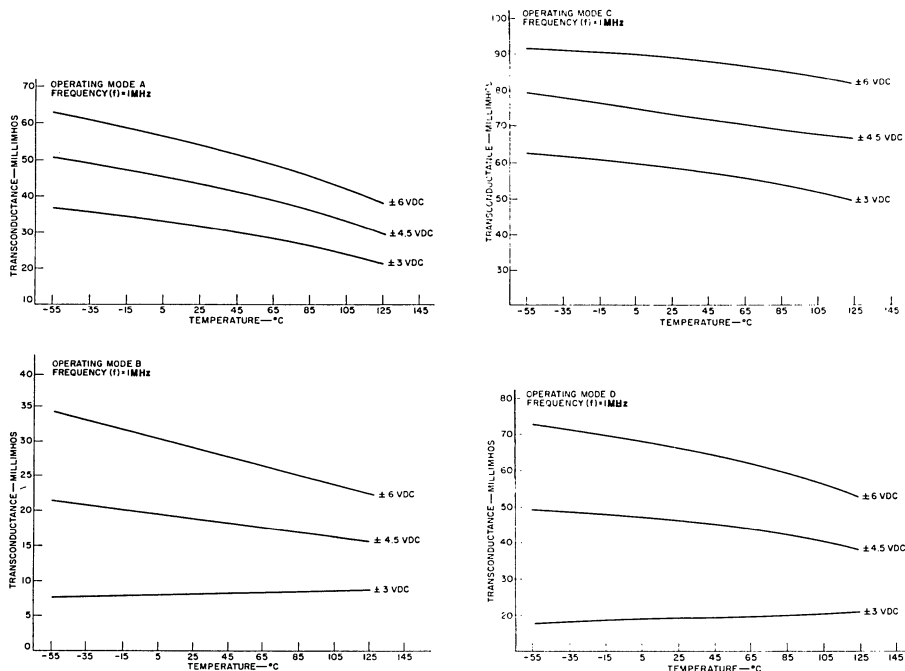 OPERATING MODE A
FREQUENCY (f) = 1MHz
TRANSCONDUCTANCE—MILLIMHOS
70
60
50
40
30
20
10
± 6 VDC
± 4.5 VDC
± 3 VDC
-55 -35 -15 5 25 45 65 85 105 125 145
TEMPERATURE—°C
OPERATING MODE C
FREQUENCY (f) = 1MHz
TRANSCONDUCTANCE—MILLIMHOS
100
90
80
70
60
50
40
30
± 6 VDC
± 4.5 VDC
± 3 VDC
-55 -35 -15 5 25 45 65 85 105 125 145
TEMPERATURE—°C
OPERATING MODE B
FREQUENCY (f) = 1MHz
TRANSCONDUCTANCE—MILLIMHOS
40
35
30
25
20
15
10
5
0
± 6 VDC
± 4.5 VDC
± 3 VDC
-55 -35 -15 5 25 45 65 85 105 125 145
TEMPERATURE—°C
OPERATING MODE D
FREQUENCY (f) = 1MHz
TRANSCONDUCTANCE—MILLIMHOS
80
70
60
50
40
30
20
± 6 VDC
± 4.5 VDC
± 3 VDC
-55 -35 -15 5 25 45 65 85 105 125 145
TEMPERATURE—°C